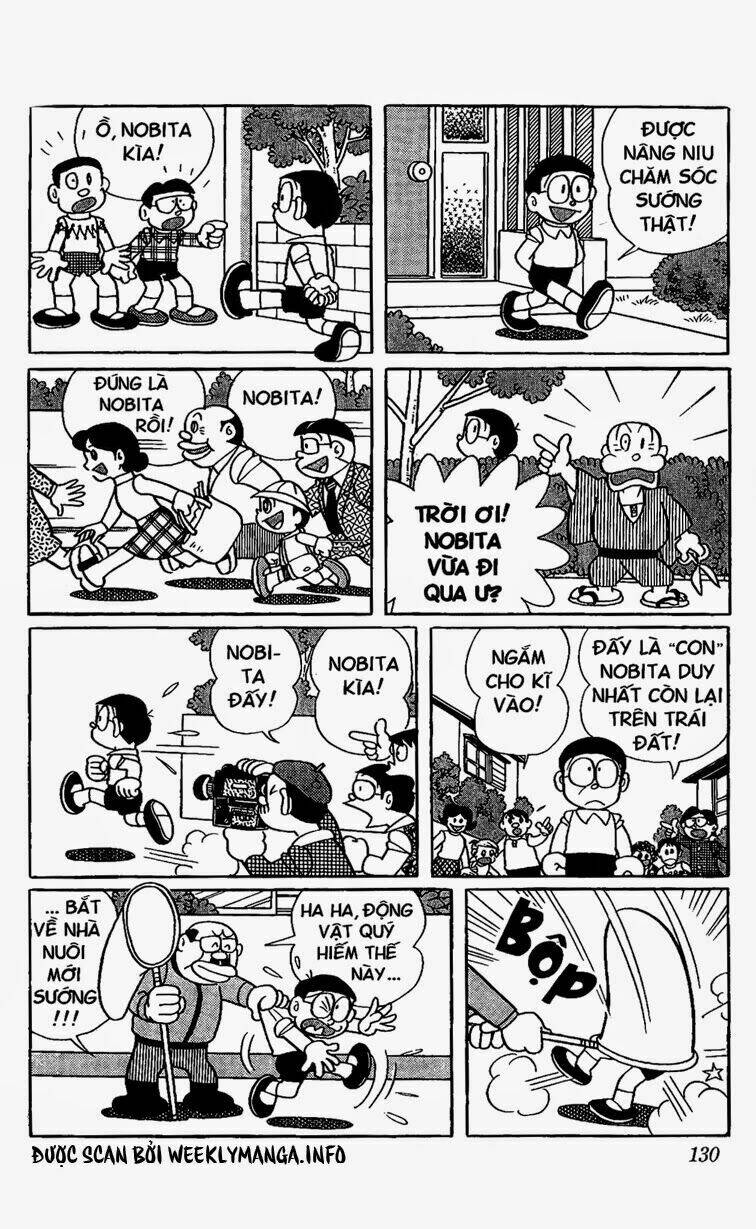 ĐƯỢC
NÂNG NIU
CHĂM SÓC
SƯỚNG
THẬT!
Ồ, NOBITA
KÌA!
TRỜI ƠI!
NOBITA
VỪA ĐI
QUA Ư?
NOBITA!
ĐÚNG LÀ
NOBITA
RỒI!
ĐẤY LÀ "CON"
NOBITA DUY
NHẤT CÒN LẠI
TRÊN TRÁI
ĐẤT!
NGẮM
CHO KĨ
VÀO!
NOBITA
KÌA!
NOBI-
TA
ĐẤY!
BỘP
HA HA, ĐỘNG
VẬT QUÝ
HIẾM THẾ
NÀY...
... BẮT
VỀ NHÀ
NUÔI
MỚI
SƯỚNG
!!!
ĐƯỢC SCAN BỞI WEEKLYMANGA.INFO
130